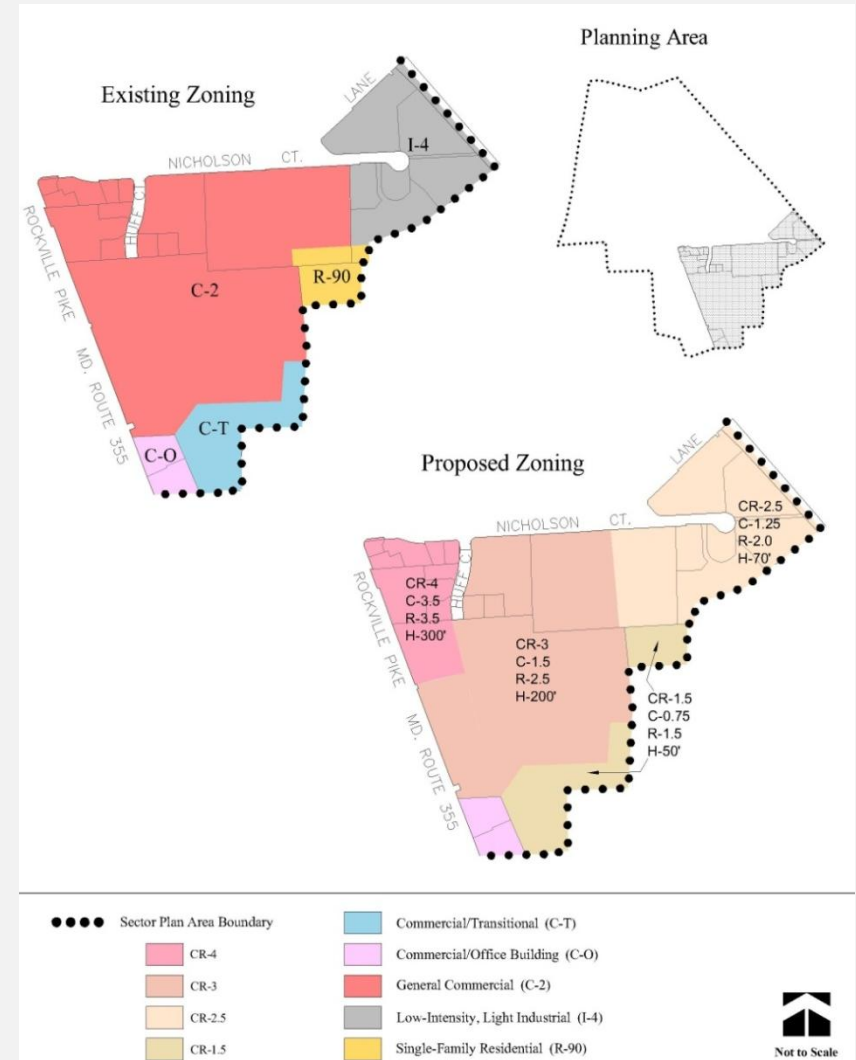 Planning Area
Existing Zoning
LANE
I-4
NICHOLSON CT.
HUFF CT.
ROCKVILLE PIKE MD. ROUTE 355
C-2
R-90
C-T
C-O
Proposed Zoning
LANE
NICHOLSON CT.
HUFF CT.
ROCKVILLE PIKE MD. ROUTE 355
CR-2.5
C-1.25
R-2.0
H-70'
CR-4
C-3.5
R-3.5
H-300'
CR-3
C-1.5
R-2.5
H-200'
CR-1.5
C-0.75
R-1.5
H-50'
Sector Plan Area Boundary
CR-4
CR-3
CR-2.5
CR-1.5
Commercial/Transitional (C-T)
Commercial/Office Building (C-O)
General Commercial (C-2)
Low-Intensity, Light Industrial (I-4)
Single-Family Residential (R-90)
Not to Scale